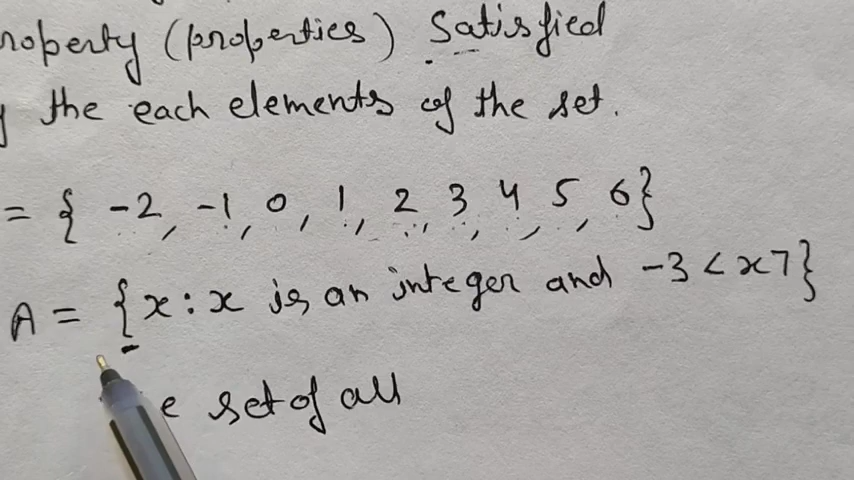 roperty (properties) Satisfied
the each elements of the set.
= { -2, -1, 0, 1, 2, 3, 4, 5, 6}
A = {x : x is an integer and -3 < x 7}
e set of all